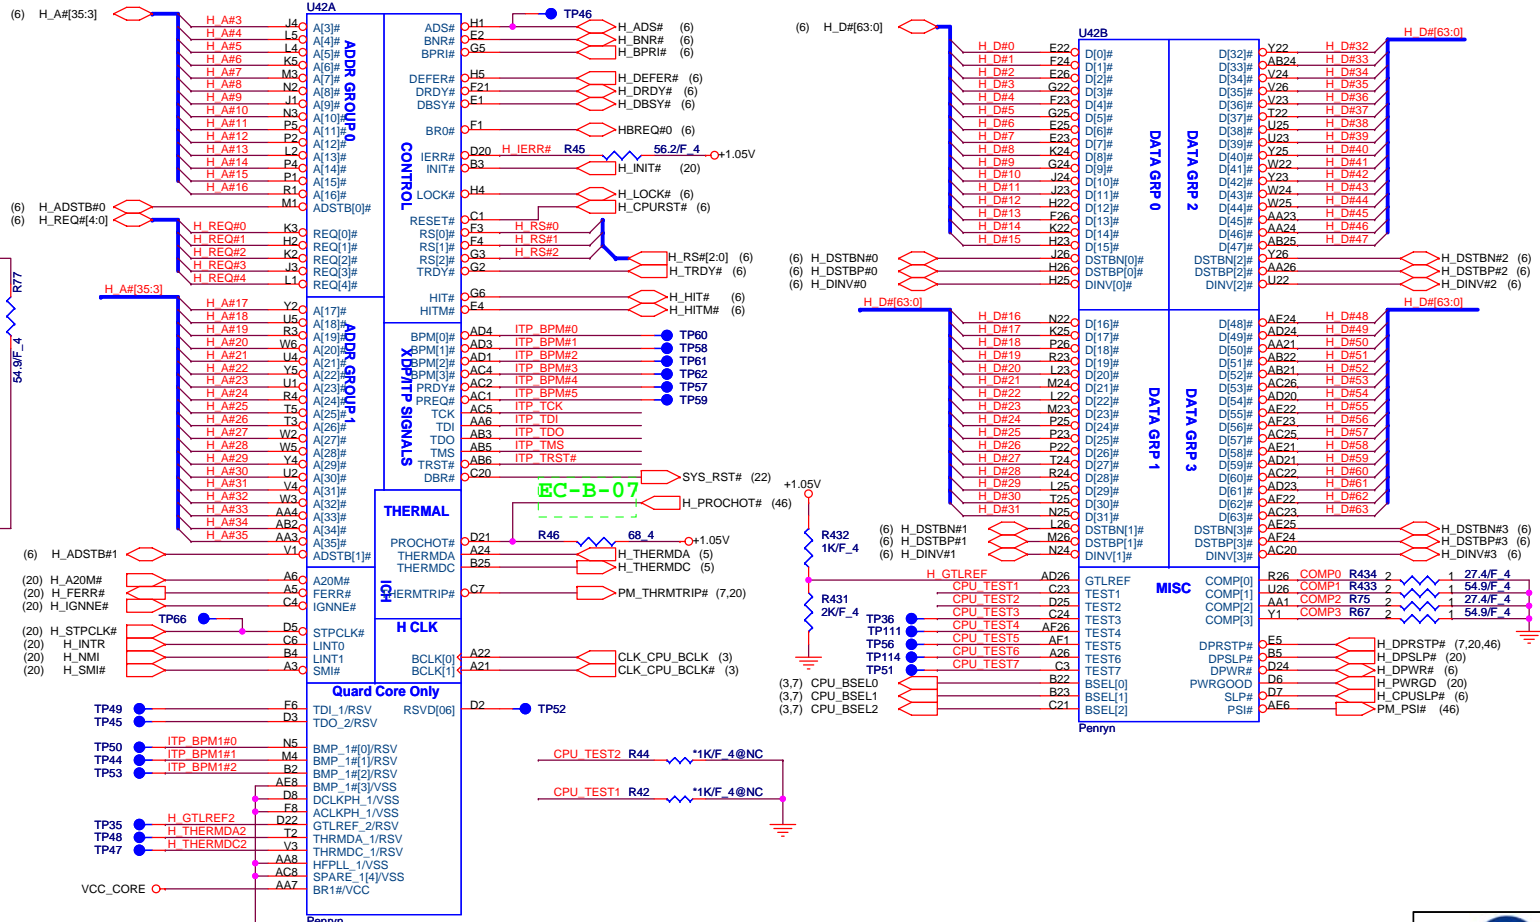 (6) H_A#[35:3]
U42A
H_A#3 J4 A[3]# ADS# H1 TP46
H_A#4 L5 A[4]# BNR# E2 H_ADS# (6)
H_A#5 L4 A[5]# BPRI# G5 H_BNR# (6)
H_A#6 K5 A[6]# H_BPRI# (6)
H_A#7 M3 A[7]# DEFER# H5 H_DEFER# (6)
H_A#8 N2 A[8]# DRDY# F21 H_DRDY# (6)
H_A#9 J1 A[9]# DBSY# E1 H_DBSY# (6)
H_A#10 N3 A[10]#
H_A#11 P5 A[11]# BR0# F1 HBREQ#0 (6)
H_A#12 P2 A[12]#
H_A#13 L2 A[13]# IERR# D20 H_IERR# R45 56.2/F_4 +1.05V
H_A#14 P4 A[14]# INIT# B3 H_INIT# (20)
H_A#15 P1 A[15]#
H_A#16 R1 A[16]# LOCK# H4 H_LOCK# (6)
(6) H_ADSTB#0 M1 ADSTB[0]# RESET# C1 H_CPURST# (6)
(6) H_REQ#[4:0]
H_REQ#0 K3 REQ[0]# RS[0]# F3 H_RS#0
H_REQ#1 H2 REQ[1]# RS[1]# F4 H_RS#1
H_REQ#2 K2 REQ[2]# RS[2]# G3 H_RS#2 H_RS#[2:0] (6)
H_REQ#3 J3 REQ[3]# TRDY# G2 H_TRDY# (6)
H_REQ#4 L1 REQ[4]#
ADDR GROUP 0
CONTROL
R77
54.9/F_4
H_A#[35:3]
HIT# G6 H_HIT# (6)
HITM# E4 H_HITM# (6)
H_A#17 Y2 A[17]#
H_A#18 U5 A[18]#
H_A#19 R3 A[19]# BPM[0]# AD4 ITP_BPM#0 TP60
H_A#20 W6 A[20]# BPM[1]# AD3 ITP_BPM#1 TP58
H_A#21 U4 A[21]# BPM[2]# AD1 ITP_BPM#2 TP61
H_A#22 Y5 A[22]# BPM[3]# AC4 ITP_BPM#3 TP62
H_A#23 U1 A[23]# PRDY# AC2 ITP_BPM#4 TP57
H_A#24 R4 A[24]# PREQ# AC1 ITP_BPM#5 TP59
H_A#25 T5 A[25]# TCK AC5 ITP_TCK
H_A#26 T3 A[26]# TDI AA6 ITP_TDI
H_A#27 W2 A[27]# TDO AB3 ITP_TDO
H_A#28 W5 A[28]# TMS AB5 ITP_TMS
H_A#29 Y4 A[29]# TRST# AB6 ITP_TRST#
H_A#30 U2 A[30]# DBR# C20 SYS_RST# (22)
H_A#31 V4 A[31]#
H_A#32 W3 A[32]#
H_A#33 AA4 A[33]#
H_A#34 AB2 A[34]#
H_A#35 AA3 A[35]#
ADDR GROUP 1
XDP/ITP SIGNALS
EC-B-07
H_PROCHOT# (46)
THERMAL
(6) H_ADSTB#1 V1 ADSTB[1]#
PROCHOT# D21 R46 68_4 +1.05V
THERMDA A24 H_THERMDA (5)
THERMDC B25 H_THERMDC (5)
(20) H_A20M# A6 A20M#
(20) H_FERR# A5 FERR#
(20) H_IGNNE# C4 IGNNE#
ICH
THERMTRIP# C7 PM_THRMTRIP# (7,20)
TP66
(20) H_STPCLK# D5 STPCLK#
(20) H_INTR C6 LINT0
(20) H_NMI B4 LINT1
(20) H_SMI# A3 SMI#
H CLK
BCLK[0] A22 CLK_CPU_BCLK (3)
BCLK[1] A21 CLK_CPU_BCLK# (3)
Quard Core Only
TP49 F6 TDI_1/RSV RSVD[06] D2 TP52
TP45 D3 TDO_2/RSV
TP50 ITP_BPM1#0 N5 BMP_1#[0]/RSV
TP44 ITP_BPM1#1 M4 BMP_1#[1]/RSV
TP53 ITP_BPM1#2 B2 BMP_1#[2]/RSV
AE8 BMP_1#[3]/VSS
D8 DCLKPH_1/VSS
F8 ACLKPH_1/VSS
TP35 H_GTLREF2 D22 GTLREF_2/RSV
TP48 H_THERMDA2 T2 THRMDA_1/RSV
TP47 H_THERMDC2 V3 THRMDC_1/RSV
AA8 HFPLL_1/VSS
AC8 SPARE_1[4]/VSS
VCC_CORE AA7 BR1#/VCC
Penryn
CPU_TEST2 R44 *1K/F_4@NC
CPU_TEST1 R42 *1K/F_4@NC
(6) H_D#[63:0]
U42B
H_D#[63:0]
H_D#0 E22 D[0]# D[32]# Y22 H_D#32
H_D#1 F24 D[1]# D[33]# AB24 H_D#33
H_D#2 E26 D[2]# D[34]# V24 H_D#34
H_D#3 G22 D[3]# D[35]# V26 H_D#35
H_D#4 F23 D[4]# D[36]# V23 H_D#36
H_D#5 G25 D[5]# D[37]# T22 H_D#37
H_D#6 E25 D[6]# D[38]# U25 H_D#38
H_D#7 E23 D[7]# D[39]# U23 H_D#39
H_D#8 K24 D[8]# D[40]# Y25 H_D#40
H_D#9 G24 D[9]# D[41]# W22 H_D#41
H_D#10 J24 D[10]# D[42]# Y23 H_D#42
H_D#11 J23 D[11]# D[43]# W24 H_D#43
H_D#12 H22 D[12]# D[44]# W25 H_D#44
H_D#13 F26 D[13]# D[45]# AA23 H_D#45
H_D#14 K22 D[14]# D[46]# AA24 H_D#46
H_D#15 H23 D[15]# D[47]# AB25 H_D#47
(6) H_DSTBN#0 J26 DSTBN[0]# DSTBN[2]# Y26 H_DSTBN#2 (6)
(6) H_DSTBP#0 H26 DSTBP[0]# DSTBP[2]# AA26 H_DSTBP#2 (6)
(6) H_DINV#0 H25 DINV[0]# DINV[2]# U22 H_DINV#2 (6)
DATA GRP 0
DATA GRP 2
H_D#[63:0]
H_D#[63:0]
H_D#16 N22 D[16]# D[48]# AE24 H_D#48
H_D#17 K25 D[17]# D[49]# AD24 H_D#49
H_D#18 P26 D[18]# D[50]# AA21 H_D#50
H_D#19 R23 D[19]# D[51]# AB22 H_D#51
H_D#20 L23 D[20]# D[52]# AB21 H_D#52
H_D#21 M24 D[21]# D[53]# AC26 H_D#53
H_D#22 L22 D[22]# D[54]# AD20 H_D#54
H_D#23 M23 D[23]# D[55]# AE22 H_D#55
H_D#24 P25 D[24]# D[56]# AF23 H_D#56
H_D#25 P23 D[25]# D[57]# AC25 H_D#57
H_D#26 P22 D[26]# D[58]# AE21 H_D#58
H_D#27 T24 D[27]# D[59]# AD21 H_D#59
H_D#28 R24 D[28]# D[60]# AC22 H_D#60
H_D#29 L25 D[29]# D[61]# AD23 H_D#61
H_D#30 T25 D[30]# D[62]# AF22 H_D#62
H_D#31 N25 D[31]# D[63]# AC23 H_D#63
(6) H_DSTBN#1 L26 DSTBN[1]# DSTBN[3]# AE25 H_DSTBN#3 (6)
(6) H_DSTBP#1 M26 DSTBP[1]# DSTBP[3]# AF24 H_DSTBP#3 (6)
(6) H_DINV#1 N24 DINV[1]# DINV[3]# AC20 H_DINV#3 (6)
DATA GRP 1
DATA GRP 3
+1.05V
R432
1K/F_4
R431
2K/F_4
MISC
H_GTLREF AD26 GTLREF COMP[0] R26 COMP0 R434 2 1 27.4/F_4
CPU_TEST1 C23 TEST1 COMP[1] U26 COMP1 R433 2 1 54.9/F_4
CPU_TEST2 D25 TEST2 COMP[2] AA1 COMP2 R75 2 1 27.4/F_4
TP36 CPU_TEST3 C24 TEST3 COMP[3] Y1 COMP3 R67 2 1 54.9/F_4
TP111 CPU_TEST4 AF26 TEST4
TP56 CPU_TEST5 AF1 TEST5 DPRSTP# E5 H_DPRSTP# (7,20,46)
TP114 CPU_TEST6 A26 TEST6 DPSLP# B5 H_DPSLP# (20)
TP51 CPU_TEST7 C3 TEST7 DPWR# D24 H_DPWR# (6)
(3,7) CPU_BSEL0 B22 BSEL[0] PWRGOOD D6 H_PWRGD (20)
(3,7) CPU_BSEL1 B23 BSEL[1] SLP# D7 H_CPUSLP# (6)
(3,7) CPU_BSEL2 C21 BSEL[2] PSI# AE6 PM_PSI# (46)
Penryn